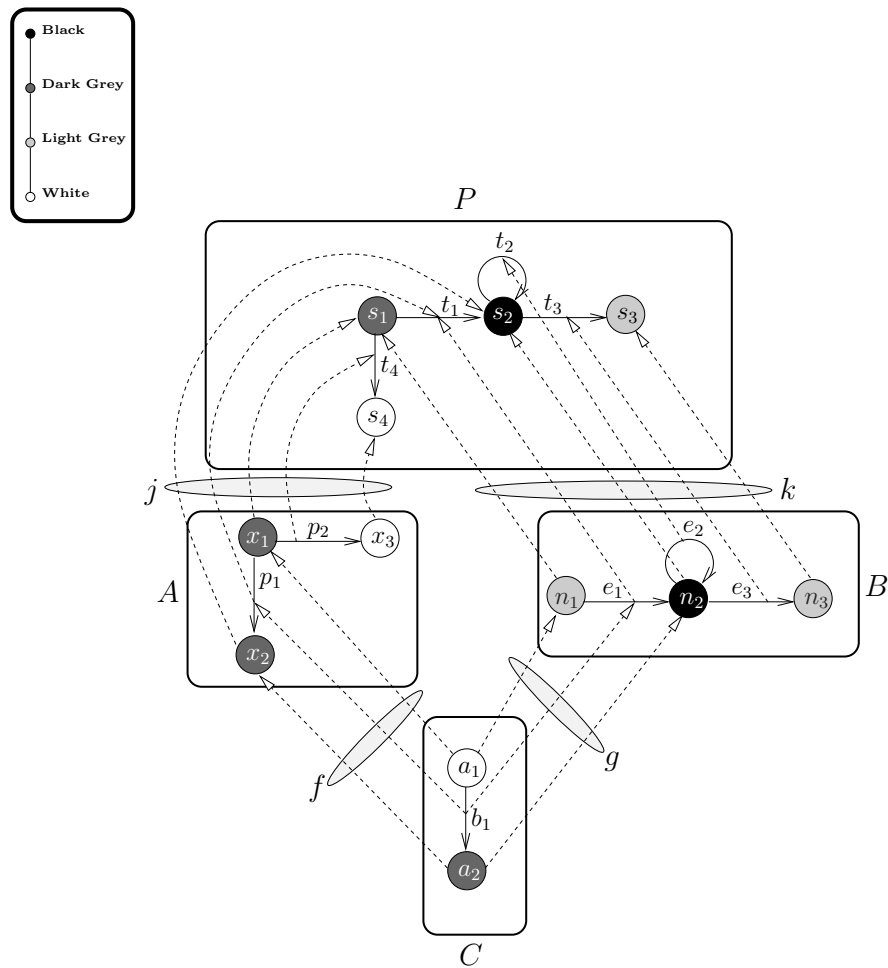 Black
Dark Grey
Light Grey
White
P
t₂
s₁ t₁ s₂ t₃ s₃
t₄
s₄
j k
A x₁ p₂ x₃
p₁
x₂
e₂
n₁ e₁ n₂ e₃ n₃ B
f g
a₁
b₁
a₂
C